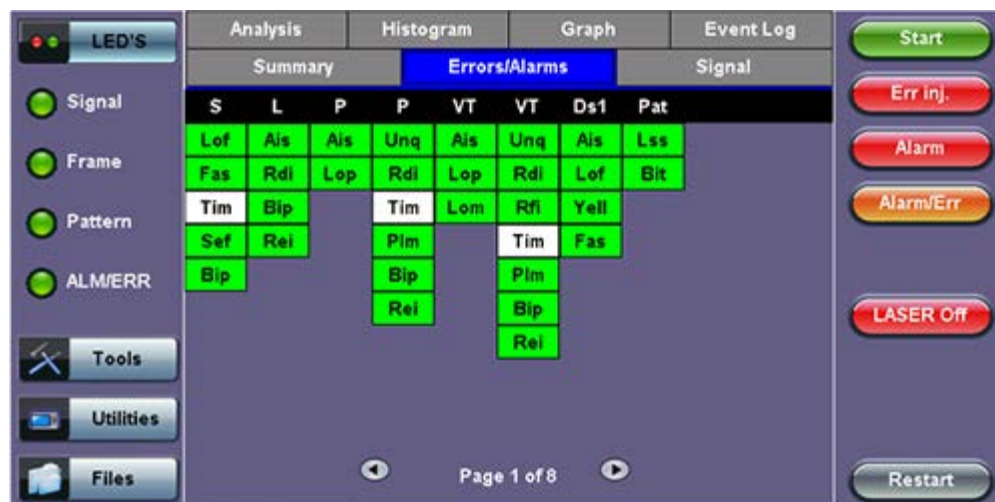 LED'S
Signal
Frame
Pattern
ALM/ERR
Tools
Utilities
Files
Analysis Histogram Graph Event Log
Summary Errors/Alarms Signal
S L P P VT VT Ds1 Pat
Lof Ais Ais Unq Ais Unq Ais Lss
Fas Rdi Lop Rdi Lop Rdi Lof Bit
Tim Bip Tim Lom Rfi Yell
Sef Rei Plm Tim Fas
Bip Bip Plm
Rei Bip
Rei
Page 1 of 8
Start
Err inj.
Alarm
Alarm/Err
LASER Off
Restart